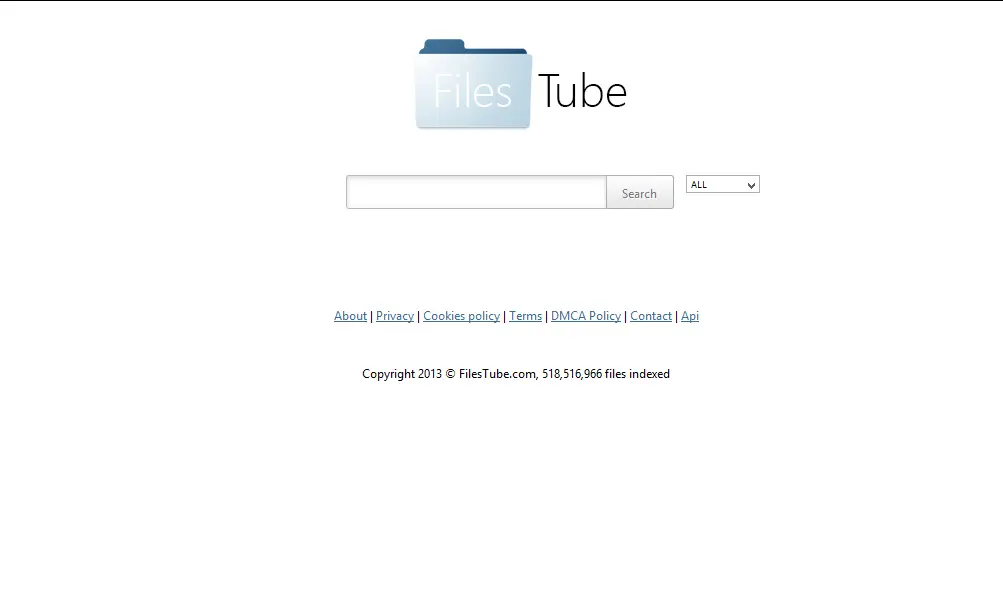 Files Tube
Search ALL
About | Privacy | Cookies policy | Terms | DMCA Policy | Contact | Api
Copyright 2013 © FilesTube.com, 518,516,966 files indexed